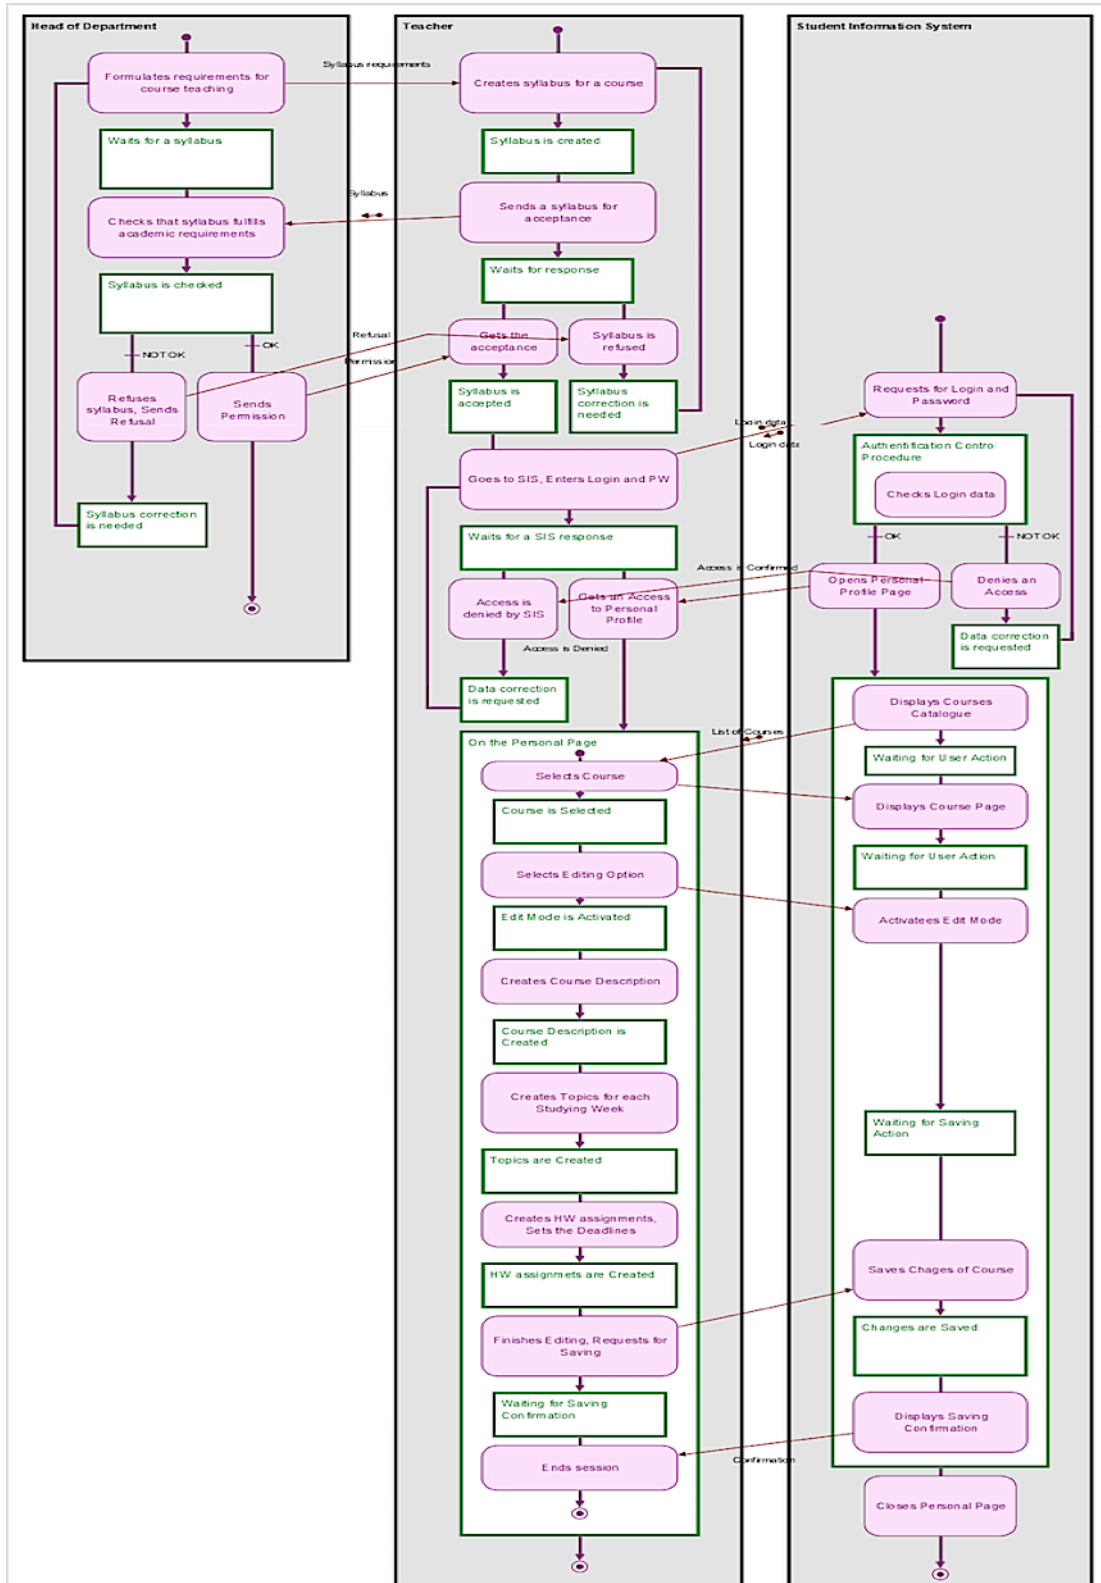 Head of Department
Formulates requirements for
course teaching
Waits for a syllabus
Checks that syllabus fulfills
academic requirements
Syllabus is checked
NOT OK
OK
Refuses
syllabus, Sends
Refusal
Sends
Permission
Syllabus correction
is needed
Syllabus requirements
Syllabus
Refusal
Permission
Teacher
Creates syllabus for a course
Syllabus is created
Sends a syllabus for
acceptance
Waits for response
Gets the
acceptance
Syllabus is
refused
Syllabus is
accepted
Syllabus
correction is
needed
Goes to SIS, Enters Login and PW
Waits for a SIS response
Access is
denied by SIS
Gets an Access
to Personal
Profile
Access is Denied
Data correction
is requested
On the Personal Page
Selects Course
Course is Selected
Selects Editing Option
Edit Mode is Activated
Creates Course Description
Course Description is
Created
Creates Topics for each
Studying Week
Topics are Created
Creates HW assignments,
Sets the Deadlines
HW assignmets are Created
Finishes Editing, Requests for
Saving
Waiting for Saving
Confirmation
Ends session
Login data
Login data
Access is Confirmed
List of Courses
Confirmation
Student Information System
Requests for Login and
Password
Authentification Control
Procedure
Checks Login data
OK
NOT OK
Opens Personal
Profile Page
Denies an
Access
Data correction
is requested
Displays Courses
Catalogue
Waiting for User Action
Displays Course Page
Waiting for User Action
Activatees Edit Mode
Waiting for Saving
Action
Saves Chages of Course
Changes are Saved
Displays Saving
Confirmation
Closes Personal Page